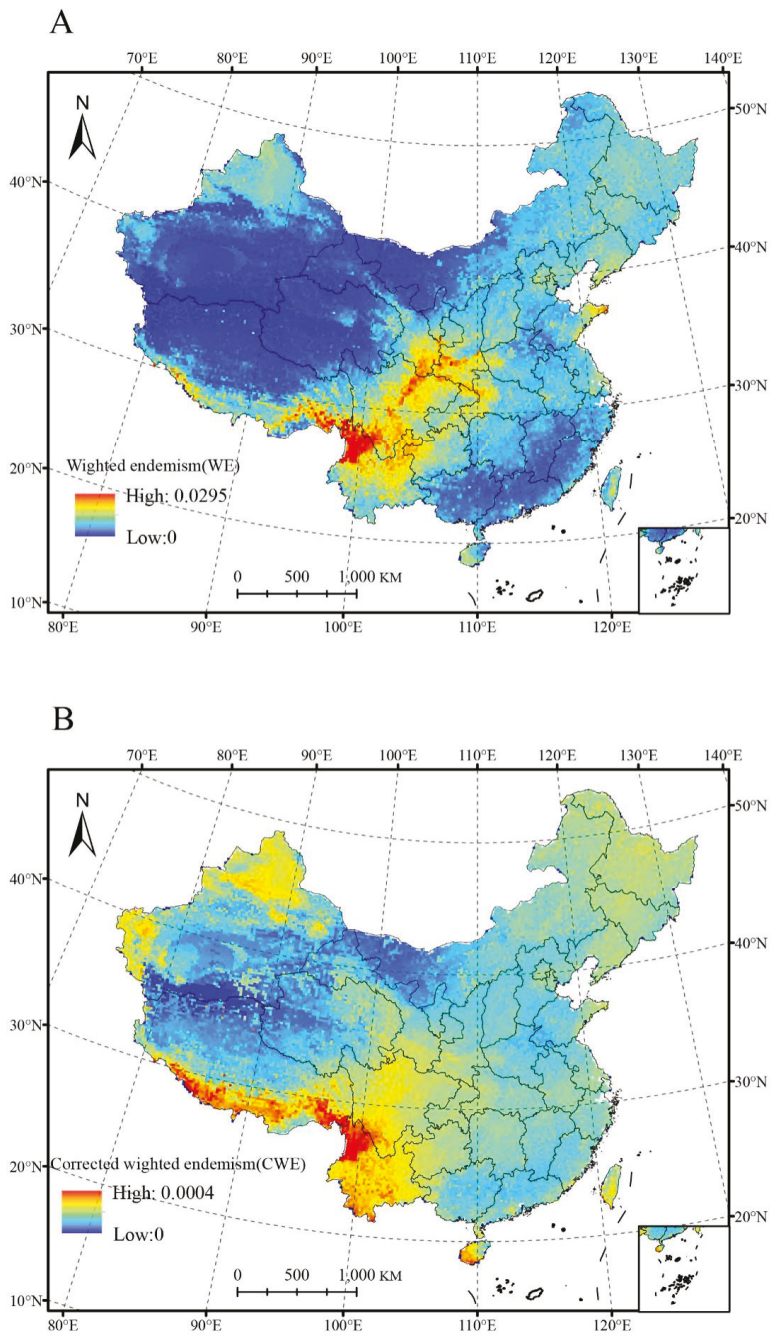 A
70°E 80°E 90°E 100°E 110°E 120°E 130°E 140°E
N
50°N
40°N
40°N
30°N
30°N
20°N
Wighted endemism(WE)
High: 0.0295
Low:0
20°N
0 500 1,000 KM
10°N
80°E 90°E 100°E 110°E 120°E
B
70°E 80°E 90°E 100°E 110°E 120°E 130°E 140°E
N
50°N
40°N
40°N
30°N
30°N
20°N
Corrected wighted endemism(CWE)
High: 0.0004
Low:0
20°N
0 500 1,000 KM
10°N
80°E 90°E 100°E 110°E 120°E